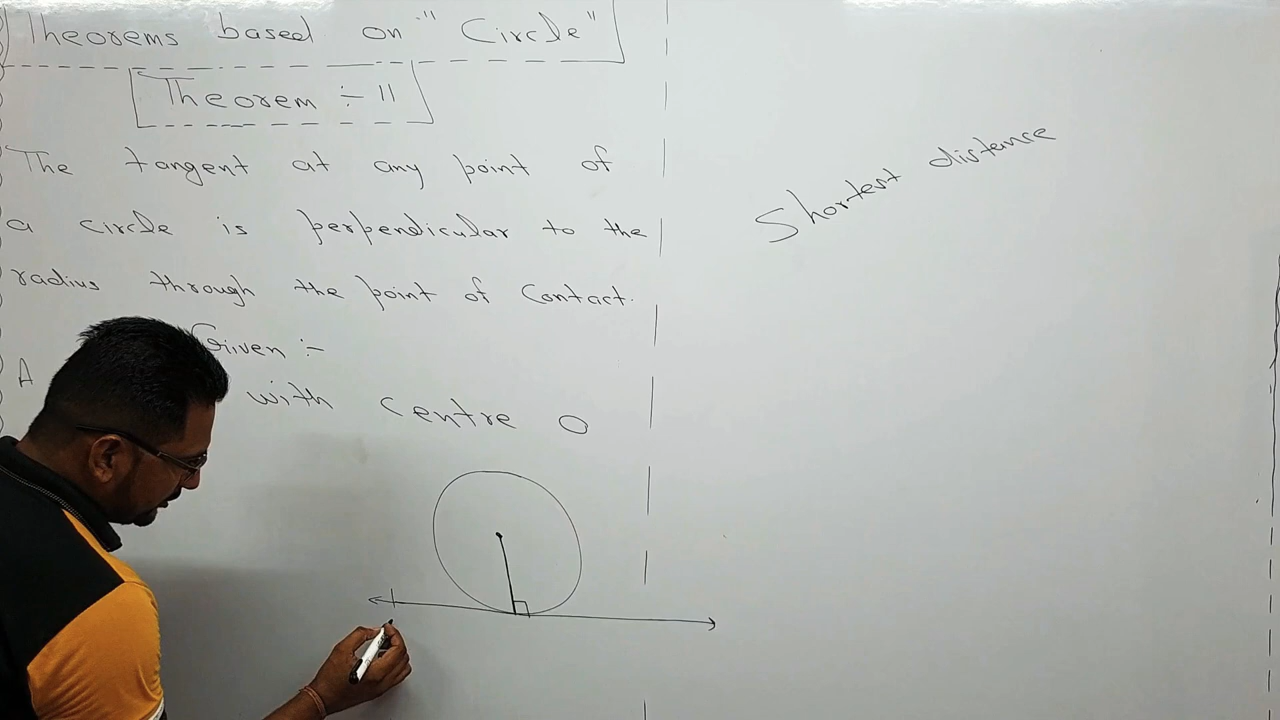 Theorems based on "Circle"
Theorem ÷ 11
The tangent at any point of
a circle is perpendicular to the
radius through the point of Contact.
Given :-
A with centre O
Shortest distance